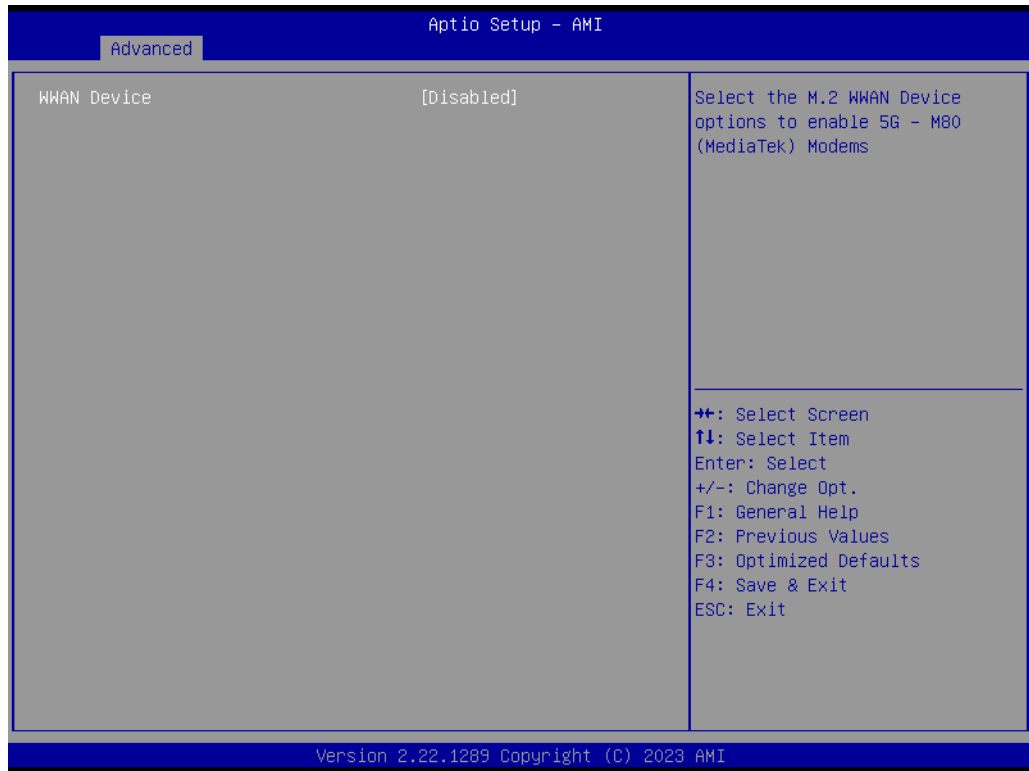 Aptio Setup – AMI
Advanced
WWAN Device [Disabled]
Select the M.2 WWAN Device
options to enable 5G – M80
(MediaTek) Modems
→←: Select Screen
↑↓: Select Item
Enter: Select
+/-: Change Opt.
F1: General Help
F2: Previous Values
F3: Optimized Defaults
F4: Save & Exit
ESC: Exit
Version 2.22.1289 Copyright (C) 2023 AMI